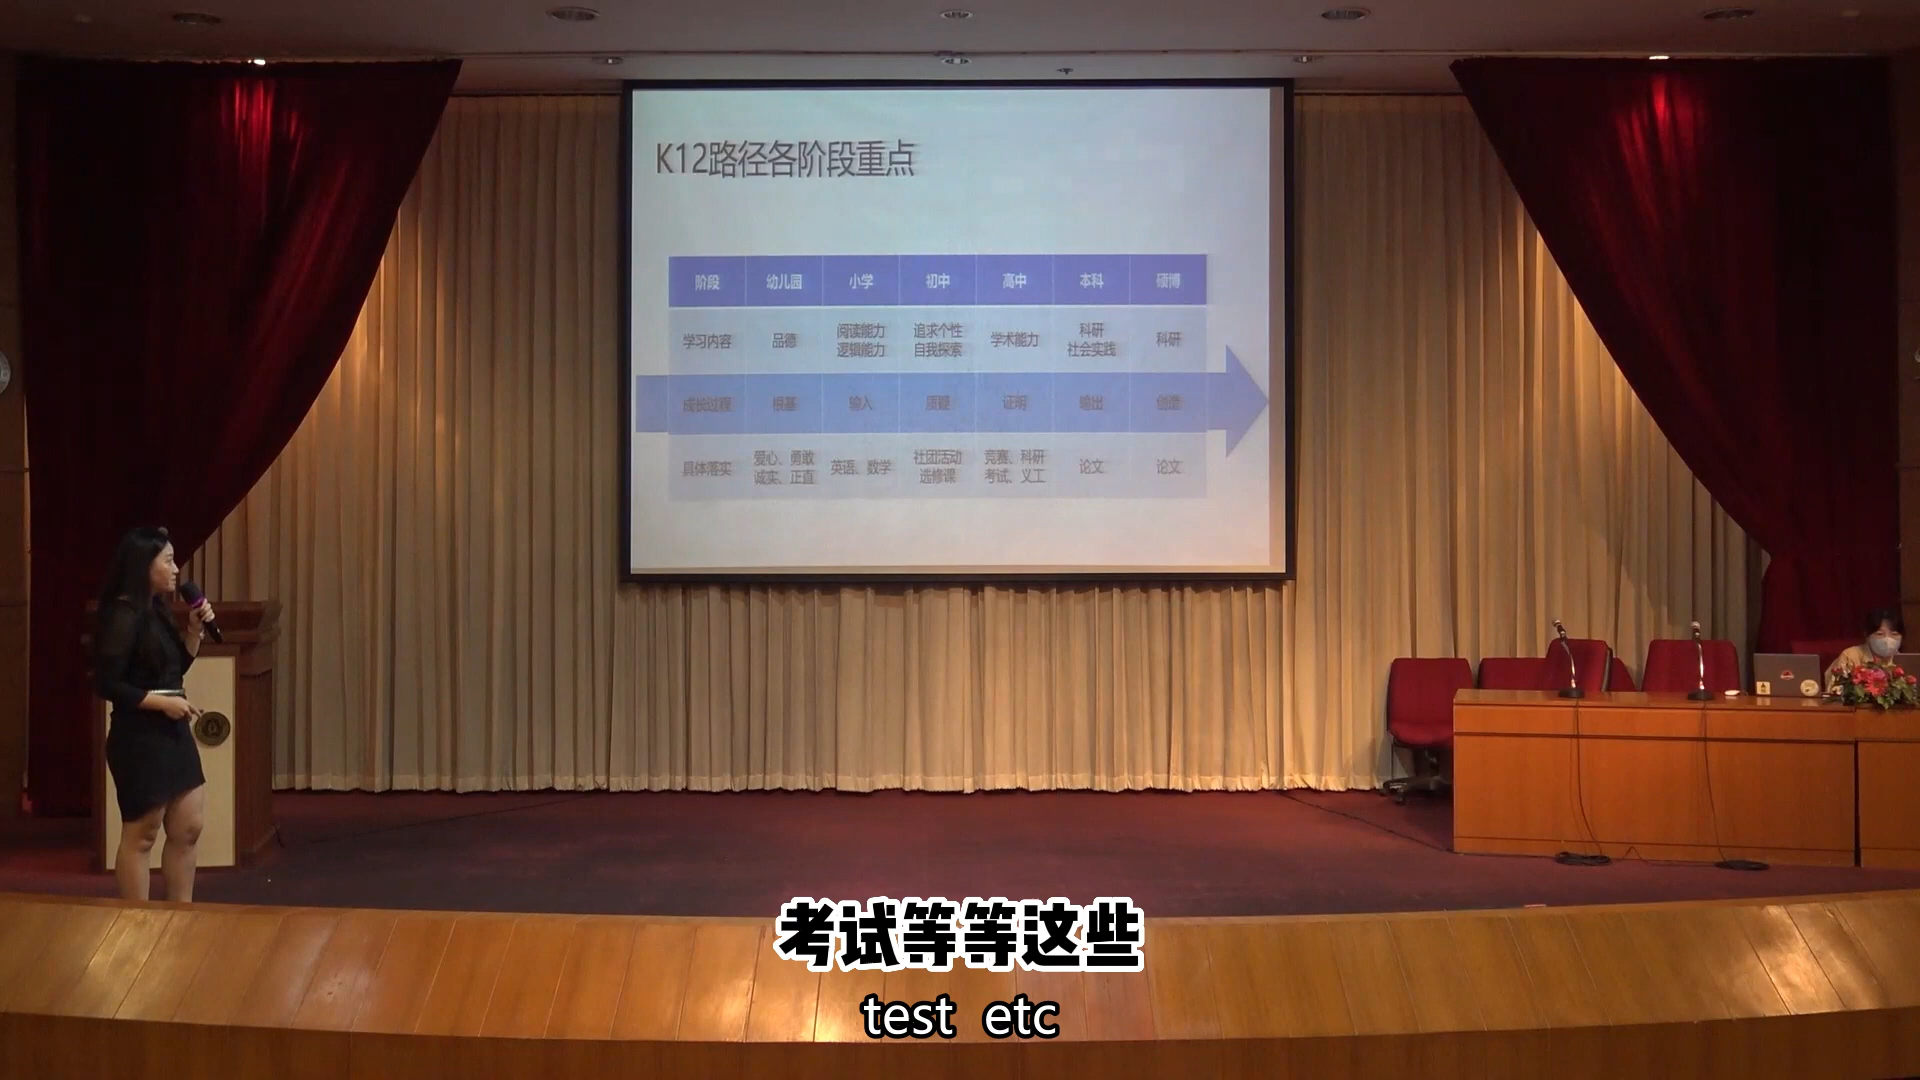 K12路径各阶段重点
阶段 幼儿园 小学 初中 高中 本科 硕博
学习内容 品德 阅读能力 逻辑能力 追求个性 自我探索 学术能力 科研 社会实践 科研
成长过程 根基 输入 质疑 证明 输出 创造
具体落实 爱心、勇敢 诚实、正直 英语、数学 社团活动 选修课 竞赛、科研 考试、义工 论文 论文
考试等等这些
test etc